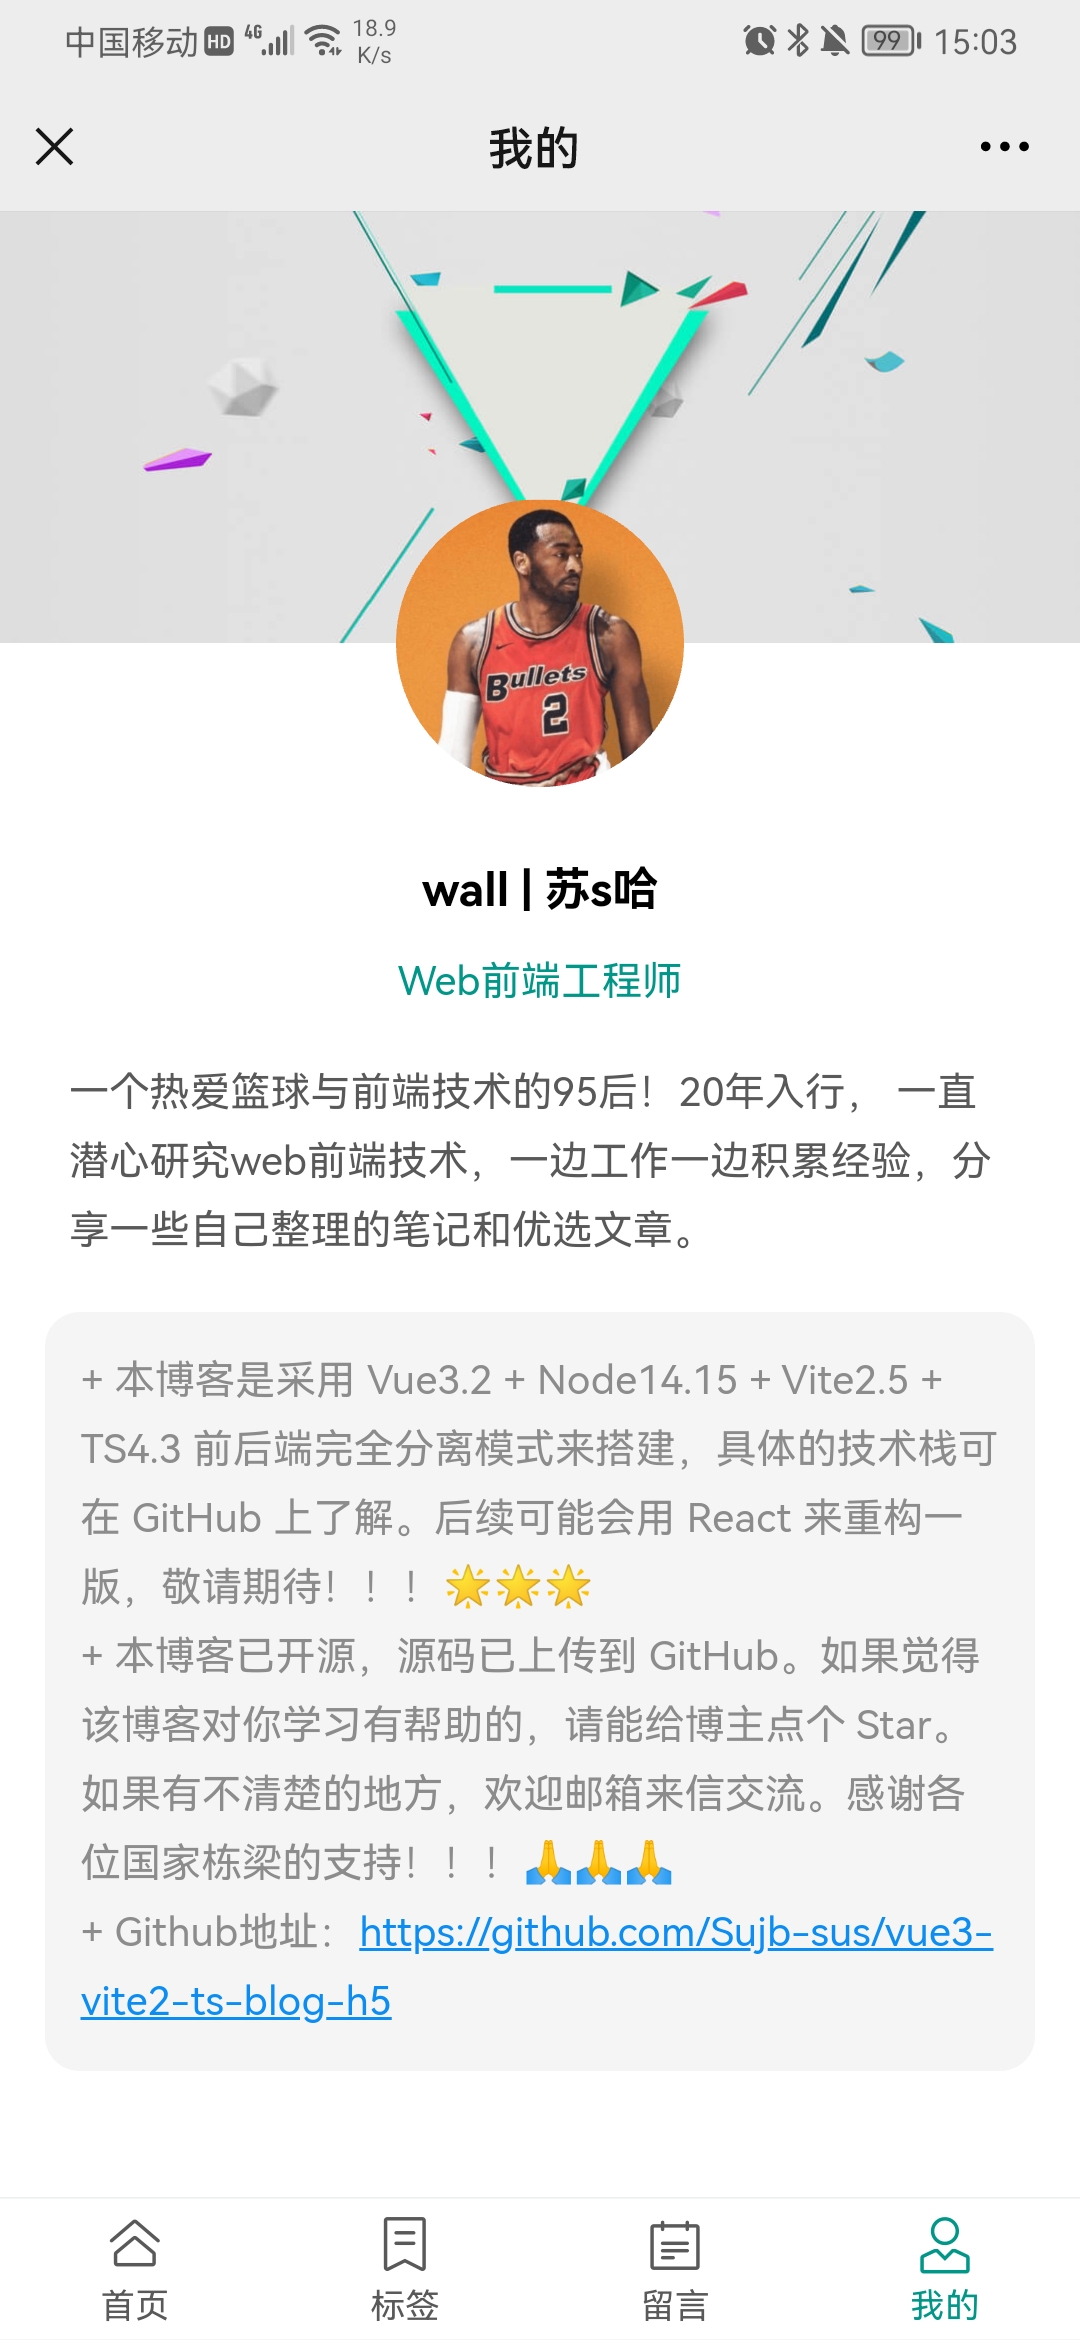 中国移动 HD 4G 18.9 K/s 99 15:03
我的
Bullets
2
wall | 苏s哈
Web前端工程师
一个热爱篮球与前端技术的95后！20年入行， 一直
潜心研究web前端技术，一边工作一边积累经验，分
享一些自己整理的笔记和优选文章。
+ 本博客是采用 Vue3.2 + Node14.15 + Vite2.5 +
TS4.3 前后端完全分离模式来搭建，具体的技术栈可
在 GitHub 上了解。后续可能会用 React 来重构一
版，敬请期待！！！🌟🌟🌟
+ 本博客已开源，源码已上传到 GitHub。如果觉得
该博客对你学习有帮助的，请能给博主点个 Star。
如果有不清楚的地方，欢迎邮箱来信交流。感谢各
位国家栋梁的支持！！！🙏🙏🙏
+ Github地址：https://github.com/Sujb-sus/vue3-
vite2-ts-blog-h5
首页 标签 留言 我的